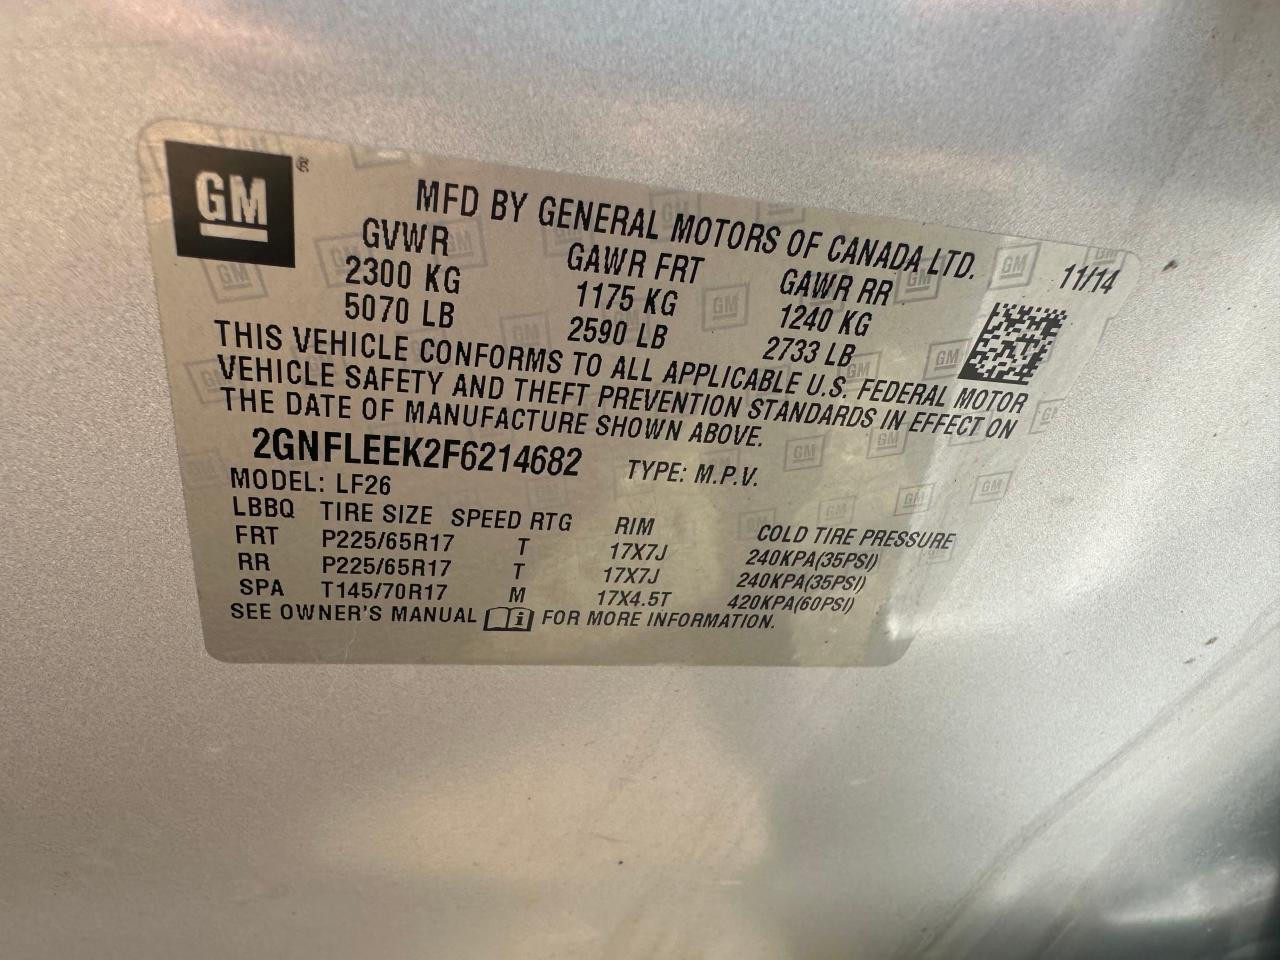 GM ®
MFD BY GENERAL MOTORS OF CANADA LTD.
GVWR GAWR FRT GAWR RR 11/14
2300 KG 1175 KG 1240 KG
5070 LB 2590 LB 2733 LB
THIS VEHICLE CONFORMS TO ALL APPLICABLE U.S. FEDERAL MOTOR
VEHICLE SAFETY AND THEFT PREVENTION STANDARDS IN EFFECT ON
THE DATE OF MANUFACTURE SHOWN ABOVE.
2GNFLEEK2F6214682 TYPE: M.P.V.
MODEL: LF26
LBBQ TIRE SIZE SPEED RTG RIM COLD TIRE PRESSURE
FRT P225/65R17 T 17X7J 240KPA(35PSI)
RR P225/65R17 T 17X7J 240KPA(35PSI)
SPA T145/70R17 M 17X4.5T 420KPA(60PSI)
SEE OWNER'S MANUAL FOR MORE INFORMATION.